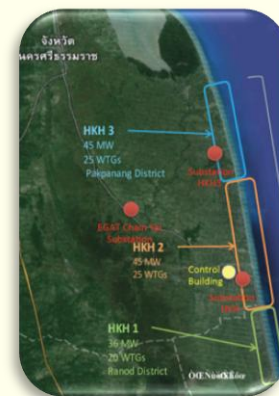 จังหวัด
นครศรีธรรมราช
HKH 3
45 MW
25 WTGs
Pakpanang District
Substation
EGAT
Substation
HKH 2
45 MW
25 WTGs
Control
Building
HKH 1
36 MW
20 WTGs
Ranod District